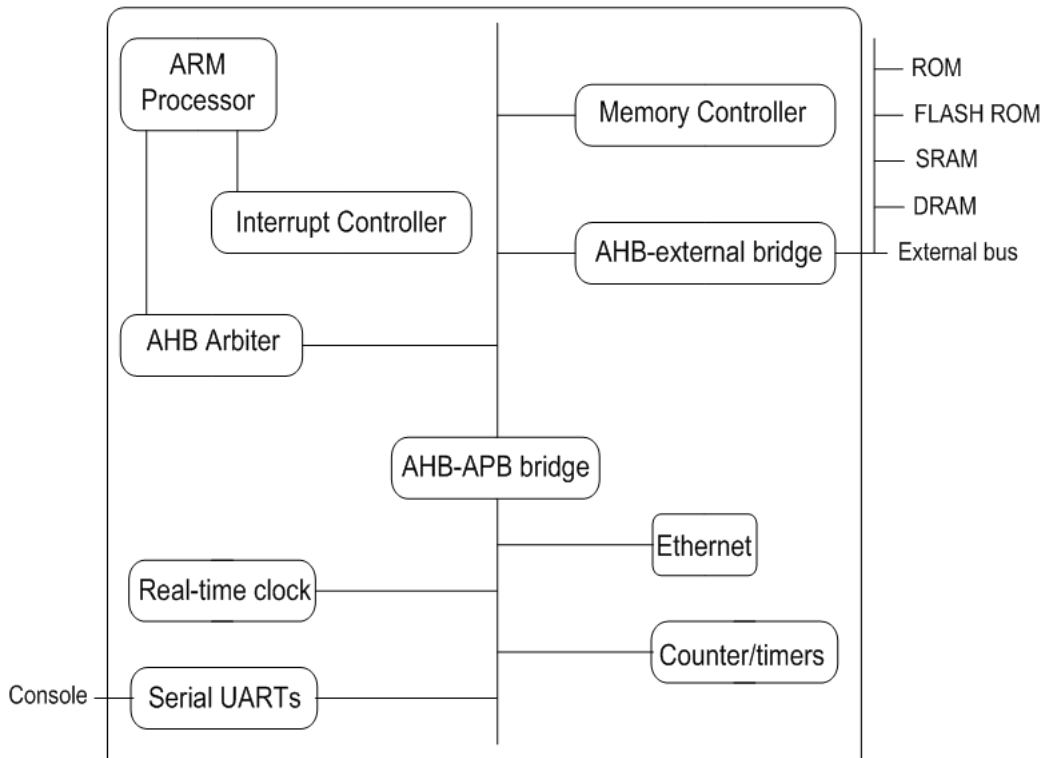 ARM
Processor
ROM
Memory Controller
FLASH ROM
SRAM
Interrupt Controller
DRAM
AHB-external bridge
External bus
AHB Arbiter
AHB-APB bridge
Ethernet
Real-time clock
Counter/timers
Console
Serial UARTs